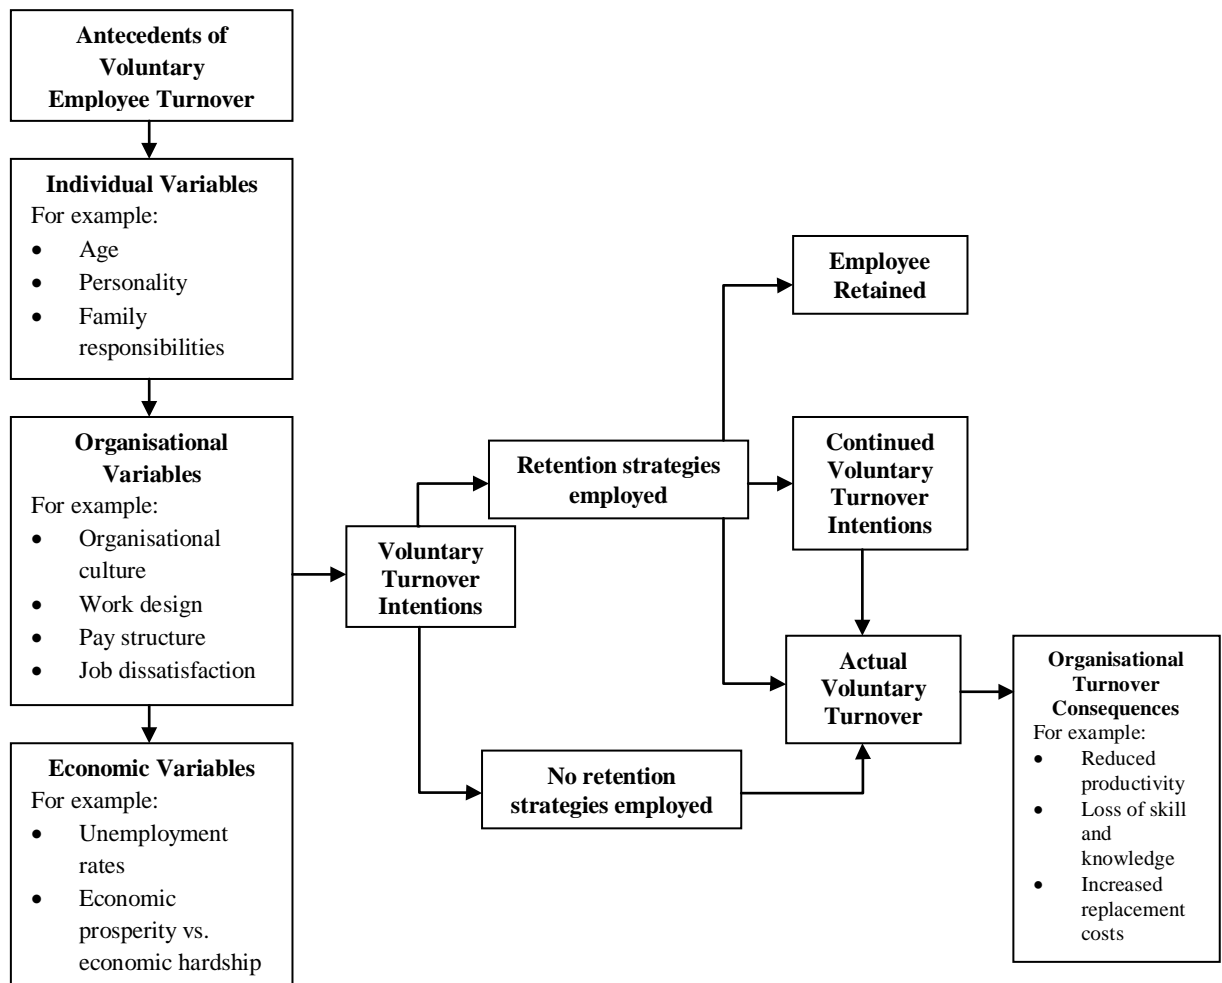 Antecedents of
Voluntary
Employee Turnover
Individual Variables
For example:
• Age
• Personality
• Family
responsibilities
Organisational
Variables
For example:
• Organisational
culture
• Work design
• Pay structure
• Job dissatisfaction
Economic Variables
For example:
• Unemployment
rates
• Economic
prosperity vs.
economic hardship
Voluntary
Turnover
Intentions
Retention strategies
employed
No retention
strategies employed
Employee
Retained
Continued
Voluntary
Turnover
Intentions
Actual
Voluntary
Turnover
Organisational
Turnover
Consequences
For example:
• Reduced
productivity
• Loss of skill
and
knowledge
• Increased
replacement
costs